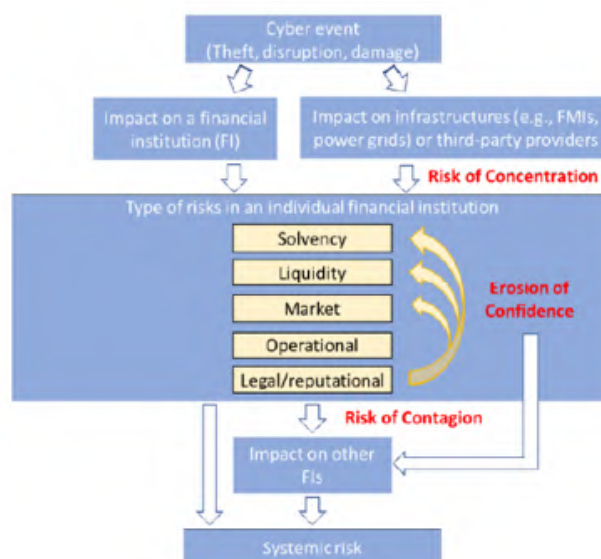 Cyber event
(Theft, disruption, damage)
Impact on a financial
institution (FI)
Impact on infrastructures (e.g., FMIs,
power grids) or third-party providers
Risk of Concentration
Type of risks in an individual financial institution
Solvency
Liquidity
Market
Operational
Legal/reputational
Erosion of
Confidence
Risk of Contagion
Impact on other
FIs
Systemic risk